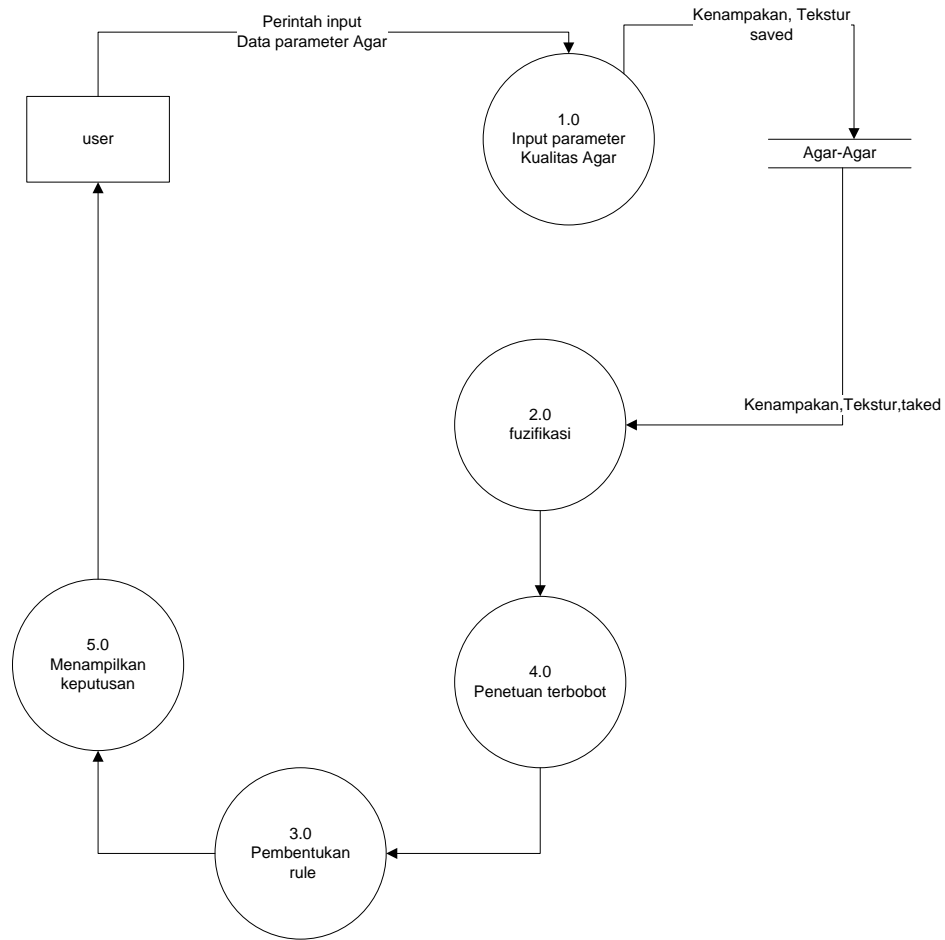 Perintah input
Data parameter Agar
Kenampakan, Tekstur
saved
user
1.0
Input parameter
Kualitas Agar
Agar-Agar
Kenampakan,Tekstur,taked
2.0
fuzifikasi
4.0
Penetuan terbobot
5.0
Menampilkan
keputusan
3.0
Pembentukan
rule